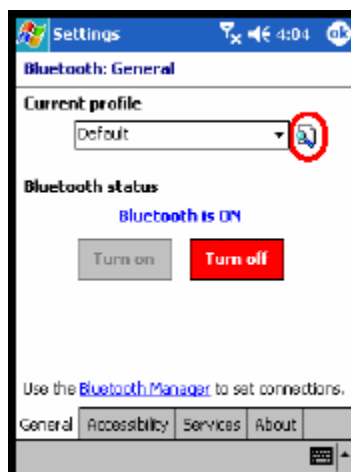 Settings 4:04 ok
Bluetooth: General
Current profile
Default
Bluetooth status
Bluetooth is ON
Turn on Turn off
Use the Bluetooth Manager to set connections.
General Accessibility Services About